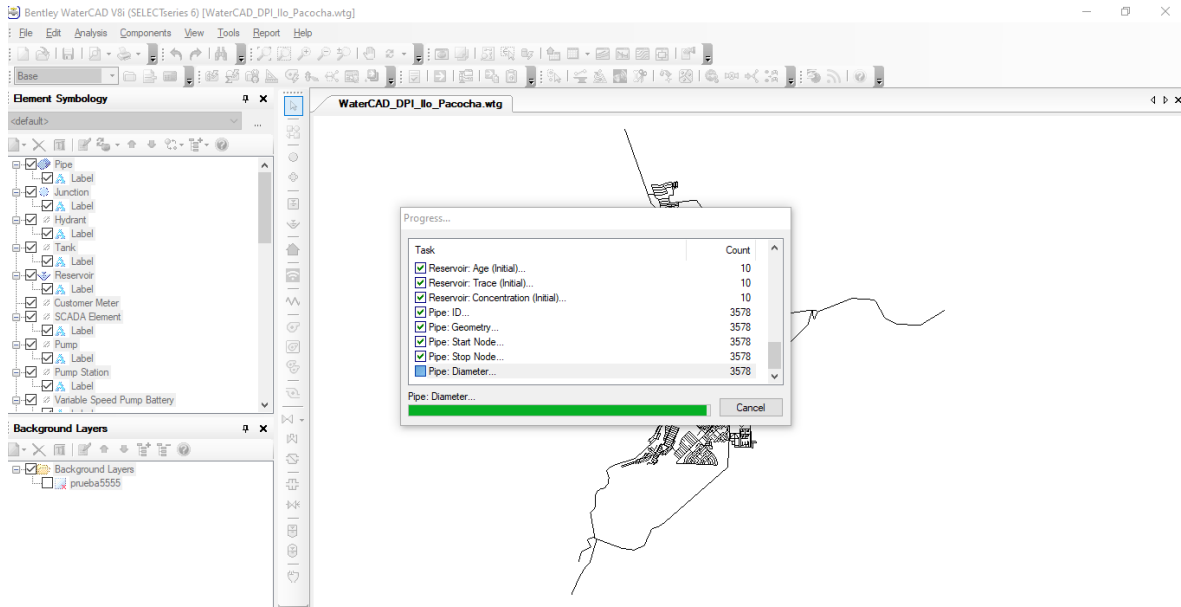 Bentley WaterCAD V8i (SELECTseries 6) [WaterCAD_DPI_Ilo_Pacocha.wtg]
File Edit Analysis Components View Tools Report Help
Base
Element Symbology
<default>
...
Pipe
Label
Junction
Label
Hydrant
Label
Tank
Label
Reservoir
Label
Customer Meter
SCADA Element
Label
Pump
Label
Pump Station
Label
Variable Speed Pump Battery
Background Layers
Background Layers
prueba5555
WaterCAD_DPI_Ilo_Pacocha.wtg
Progress...
Task Count
Reservoir: Age (Initial)... 10
Reservoir: Trace (Initial)... 10
Reservoir: Concentration (Initial)... 10
Pipe: ID... 3578
Pipe: Geometry... 3578
Pipe: Start Node... 3578
Pipe: Stop Node... 3578
Pipe: Diameter... 3578
Pipe: Diameter...
Cancel